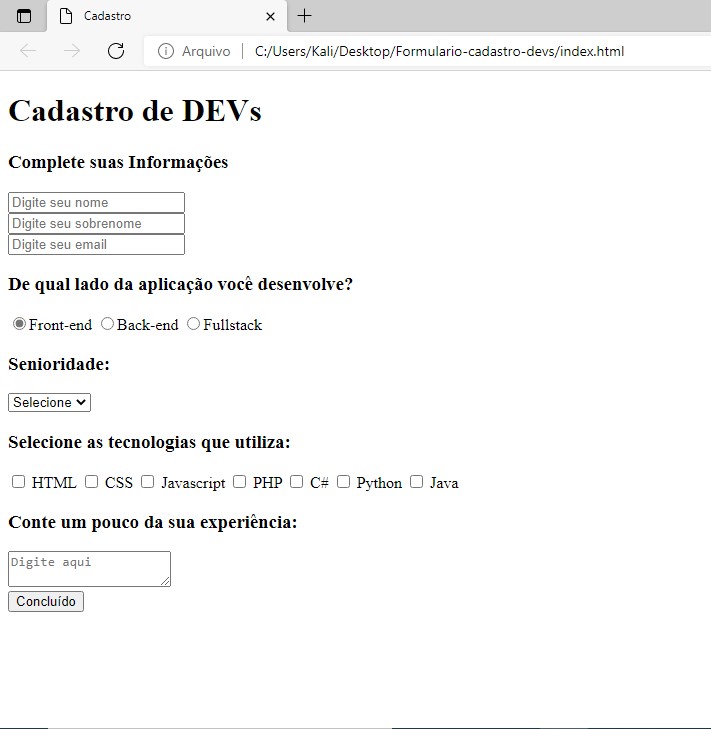 Cadastro
Arquivo | C:/Users/Kali/Desktop/Formulario-cadastro-devs/index.html
Cadastro de DEVs
Complete suas Informações
Digite seu nome
Digite seu sobrenome
Digite seu email
De qual lado da aplicação você desenvolve?
Front-end Back-end Fullstack
Senioridade:
Selecione
Selecione as tecnologias que utiliza:
HTML CSS Javascript PHP C# Python Java
Conte um pouco da sua experiência:
Digite aqui
Concluído